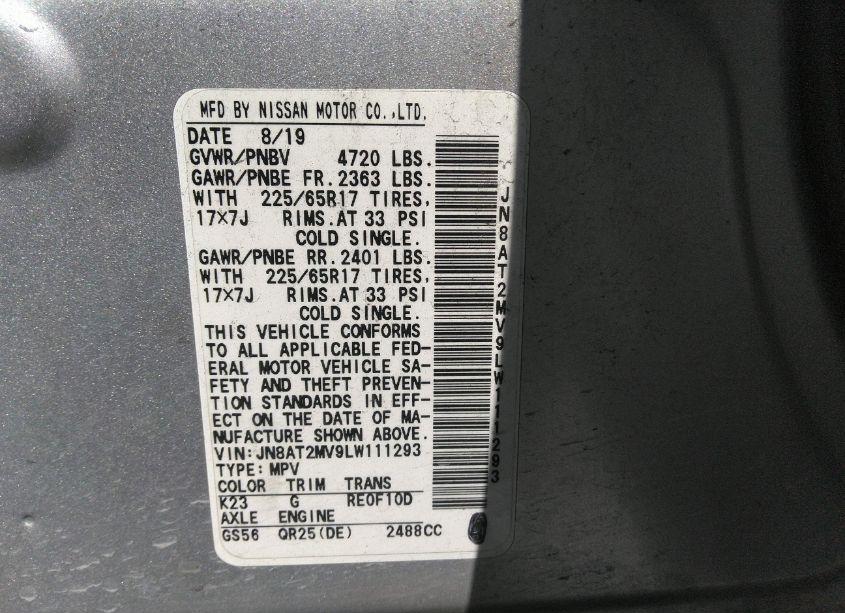 MFD BY NISSAN MOTOR CO.,LTD.
DATE 8/19
GVWR/PNBV 4720 LBS.
GAWR/PNBE FR.2363 LBS.
WITH 225/65R17 TIRES,
17×7J RIMS.AT 33 PSI
COLD SINGLE.
GAWR/PNBE RR.2401 LBS.
WITH 225/65R17 TIRES,
17×7J RIMS.AT 33 PSI
COLD SINGLE.
THIS VEHICLE CONFORMS
TO ALL APPLICABLE FED-
ERAL MOTOR VEHICLE SA-
FETY AND THEFT PREVEN-
TION STANDARDS IN EFF-
ECT ON THE DATE OF MA-
NUFACTURE SHOWN ABOVE.
VIN:JN8AT2MV9LW111293
TYPE:MPV
COLOR TRIM TRANS
K23 G RE0F10D
AXLE ENGINE
GS56 QR25(DE) 2488CC
JN8AT2MV9LW111293